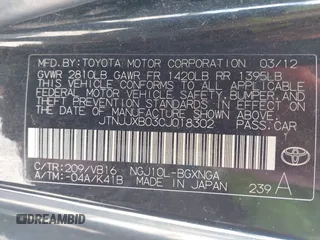 MFD.BY: TOYOTA MOTOR CORPORATION 03/12
GVWR 2810LB GAWR FR 1420LB RR 1395LB
THIS VEHICLE CONFORMS TO ALL APPLICABLE
FEDERAL MOTOR VEHICLE SAFETY,
BUMPER, AND THEFT PREVENTION
STANDARDS IN EFFECT ON THE DATE OF
MANUFACTURE SHOWN ABOVE.
JTNJJXB03CJ018302
C/TR: 209/VB16 NGJ10L-BGXNGA
A/TM: -04A/K41B MADE IN JAPAN
239 A
TOYOTA
DREAMBID